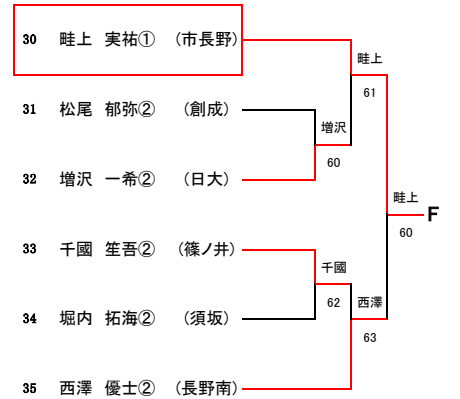 30 畦上 実祐① (市長野)
畦上
61
31 松尾 郁弥② (創成)
増沢
60
32 増沢 一希② (日大)
畦上
F
60
33 千國 笙吾② (篠ノ井)
千國
62
西澤
63
34 堀内 拓海② (須坂)
35 西澤 優士② (長野南)